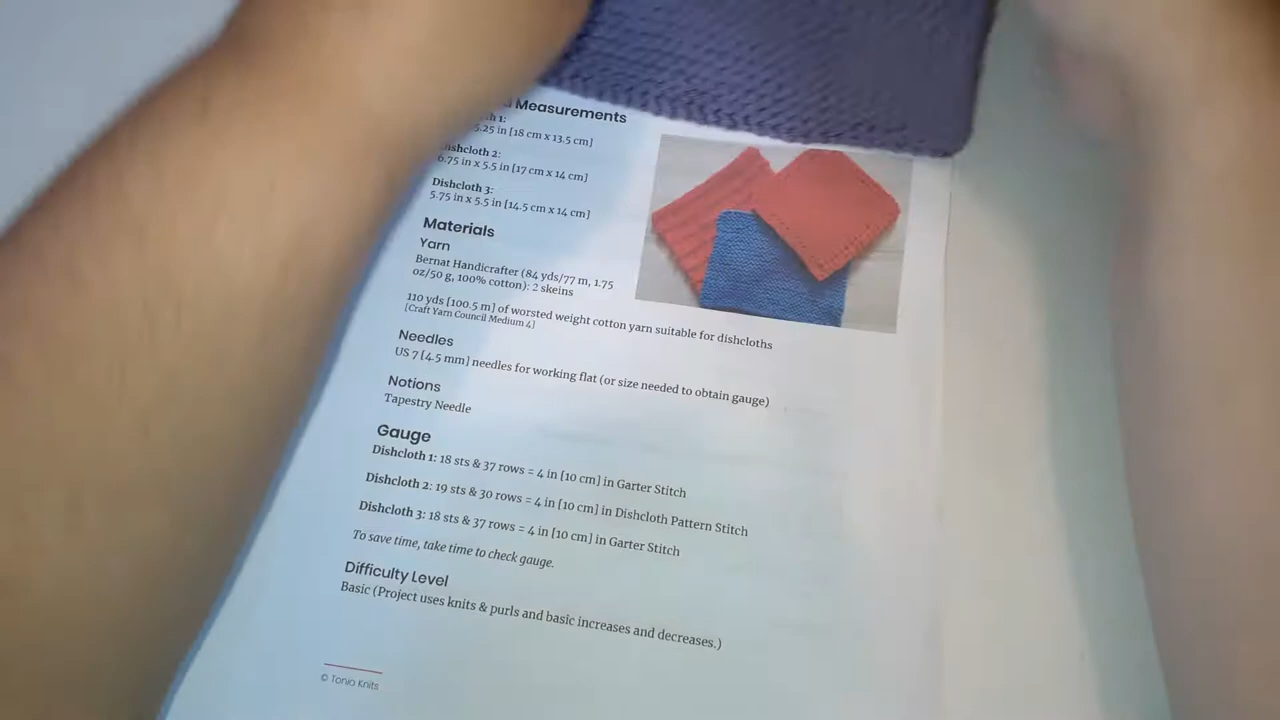 Measurements
5.25 in [18 cm x 13.5 cm]
Dishcloth 2:
6.75 in x 5.5 in [17 cm x 14 cm]
Dishcloth 3:
5.75 in x 5.5 in [14.5 cm x 14 cm]
Materials
Yarn
Bernat Handicrafter (84 yds/77 m, 1.75
oz/50 g, 100% cotton): 2 skeins
110 yds [100.5 m] of worsted weight cotton yarn suitable for dishcloths
[Craft Yarn Council Medium 4]
Needles
US 7 [4.5 mm] needles for working flat (or size needed to obtain gauge)
Notions
Tapestry Needle
Gauge
Dishcloth 1: 18 sts & 37 rows = 4 in [10 cm] in Garter Stitch
Dishcloth 2: 19 sts & 30 rows = 4 in [10 cm] in Dishcloth Pattern Stitch
Dishcloth 3: 18 sts & 37 rows = 4 in [10 cm] in Garter Stitch
To save time, take time to check gauge.
Difficulty Level
Basic (Project uses knits & purls and basic increases and decreases.)
© Tonia Knits